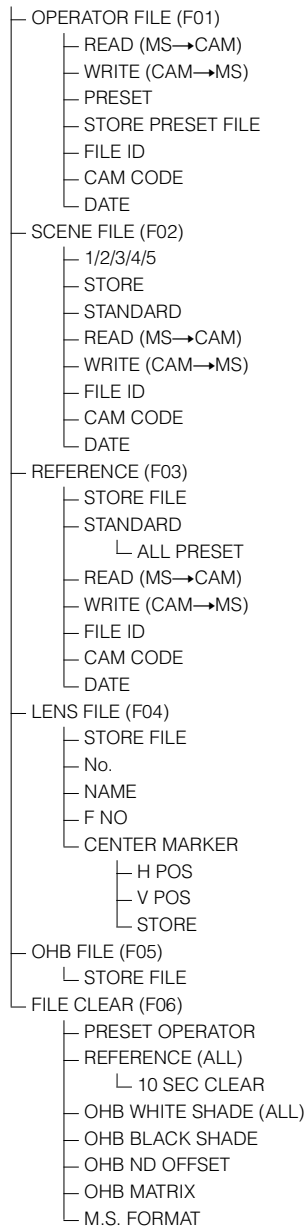 OPERATOR FILE (F01)
READ (MS→CAM)
WRITE (CAM→MS)
PRESET
STORE PRESET FILE
FILE ID
CAM CODE
DATE
SCENE FILE (F02)
1/2/3/4/5
STORE
STANDARD
READ (MS→CAM)
WRITE (CAM→MS)
FILE ID
CAM CODE
DATE
REFERENCE (F03)
STORE FILE
STANDARD
ALL PRESET
READ (MS→CAM)
WRITE (CAM→MS)
FILE ID
CAM CODE
DATE
LENS FILE (F04)
STORE FILE
No.
NAME
F NO
CENTER MARKER
H POS
V POS
STORE
OHB FILE (F05)
STORE FILE
FILE CLEAR (F06)
PRESET OPERATOR
REFERENCE (ALL)
10 SEC CLEAR
OHB WHITE SHADE (ALL)
OHB BLACK SHADE
OHB ND OFFSET
OHB MATRIX
M.S. FORMAT